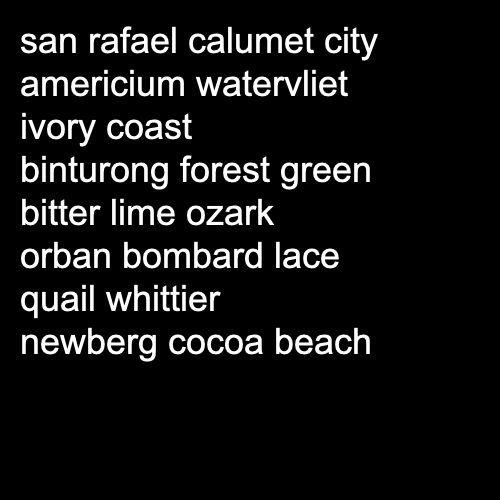 san rafael calumet city
americium watervliet
ivory coast
binturong forest green
bitter lime ozark
orban bombard lace
quail whittier
newberg cocoa beach